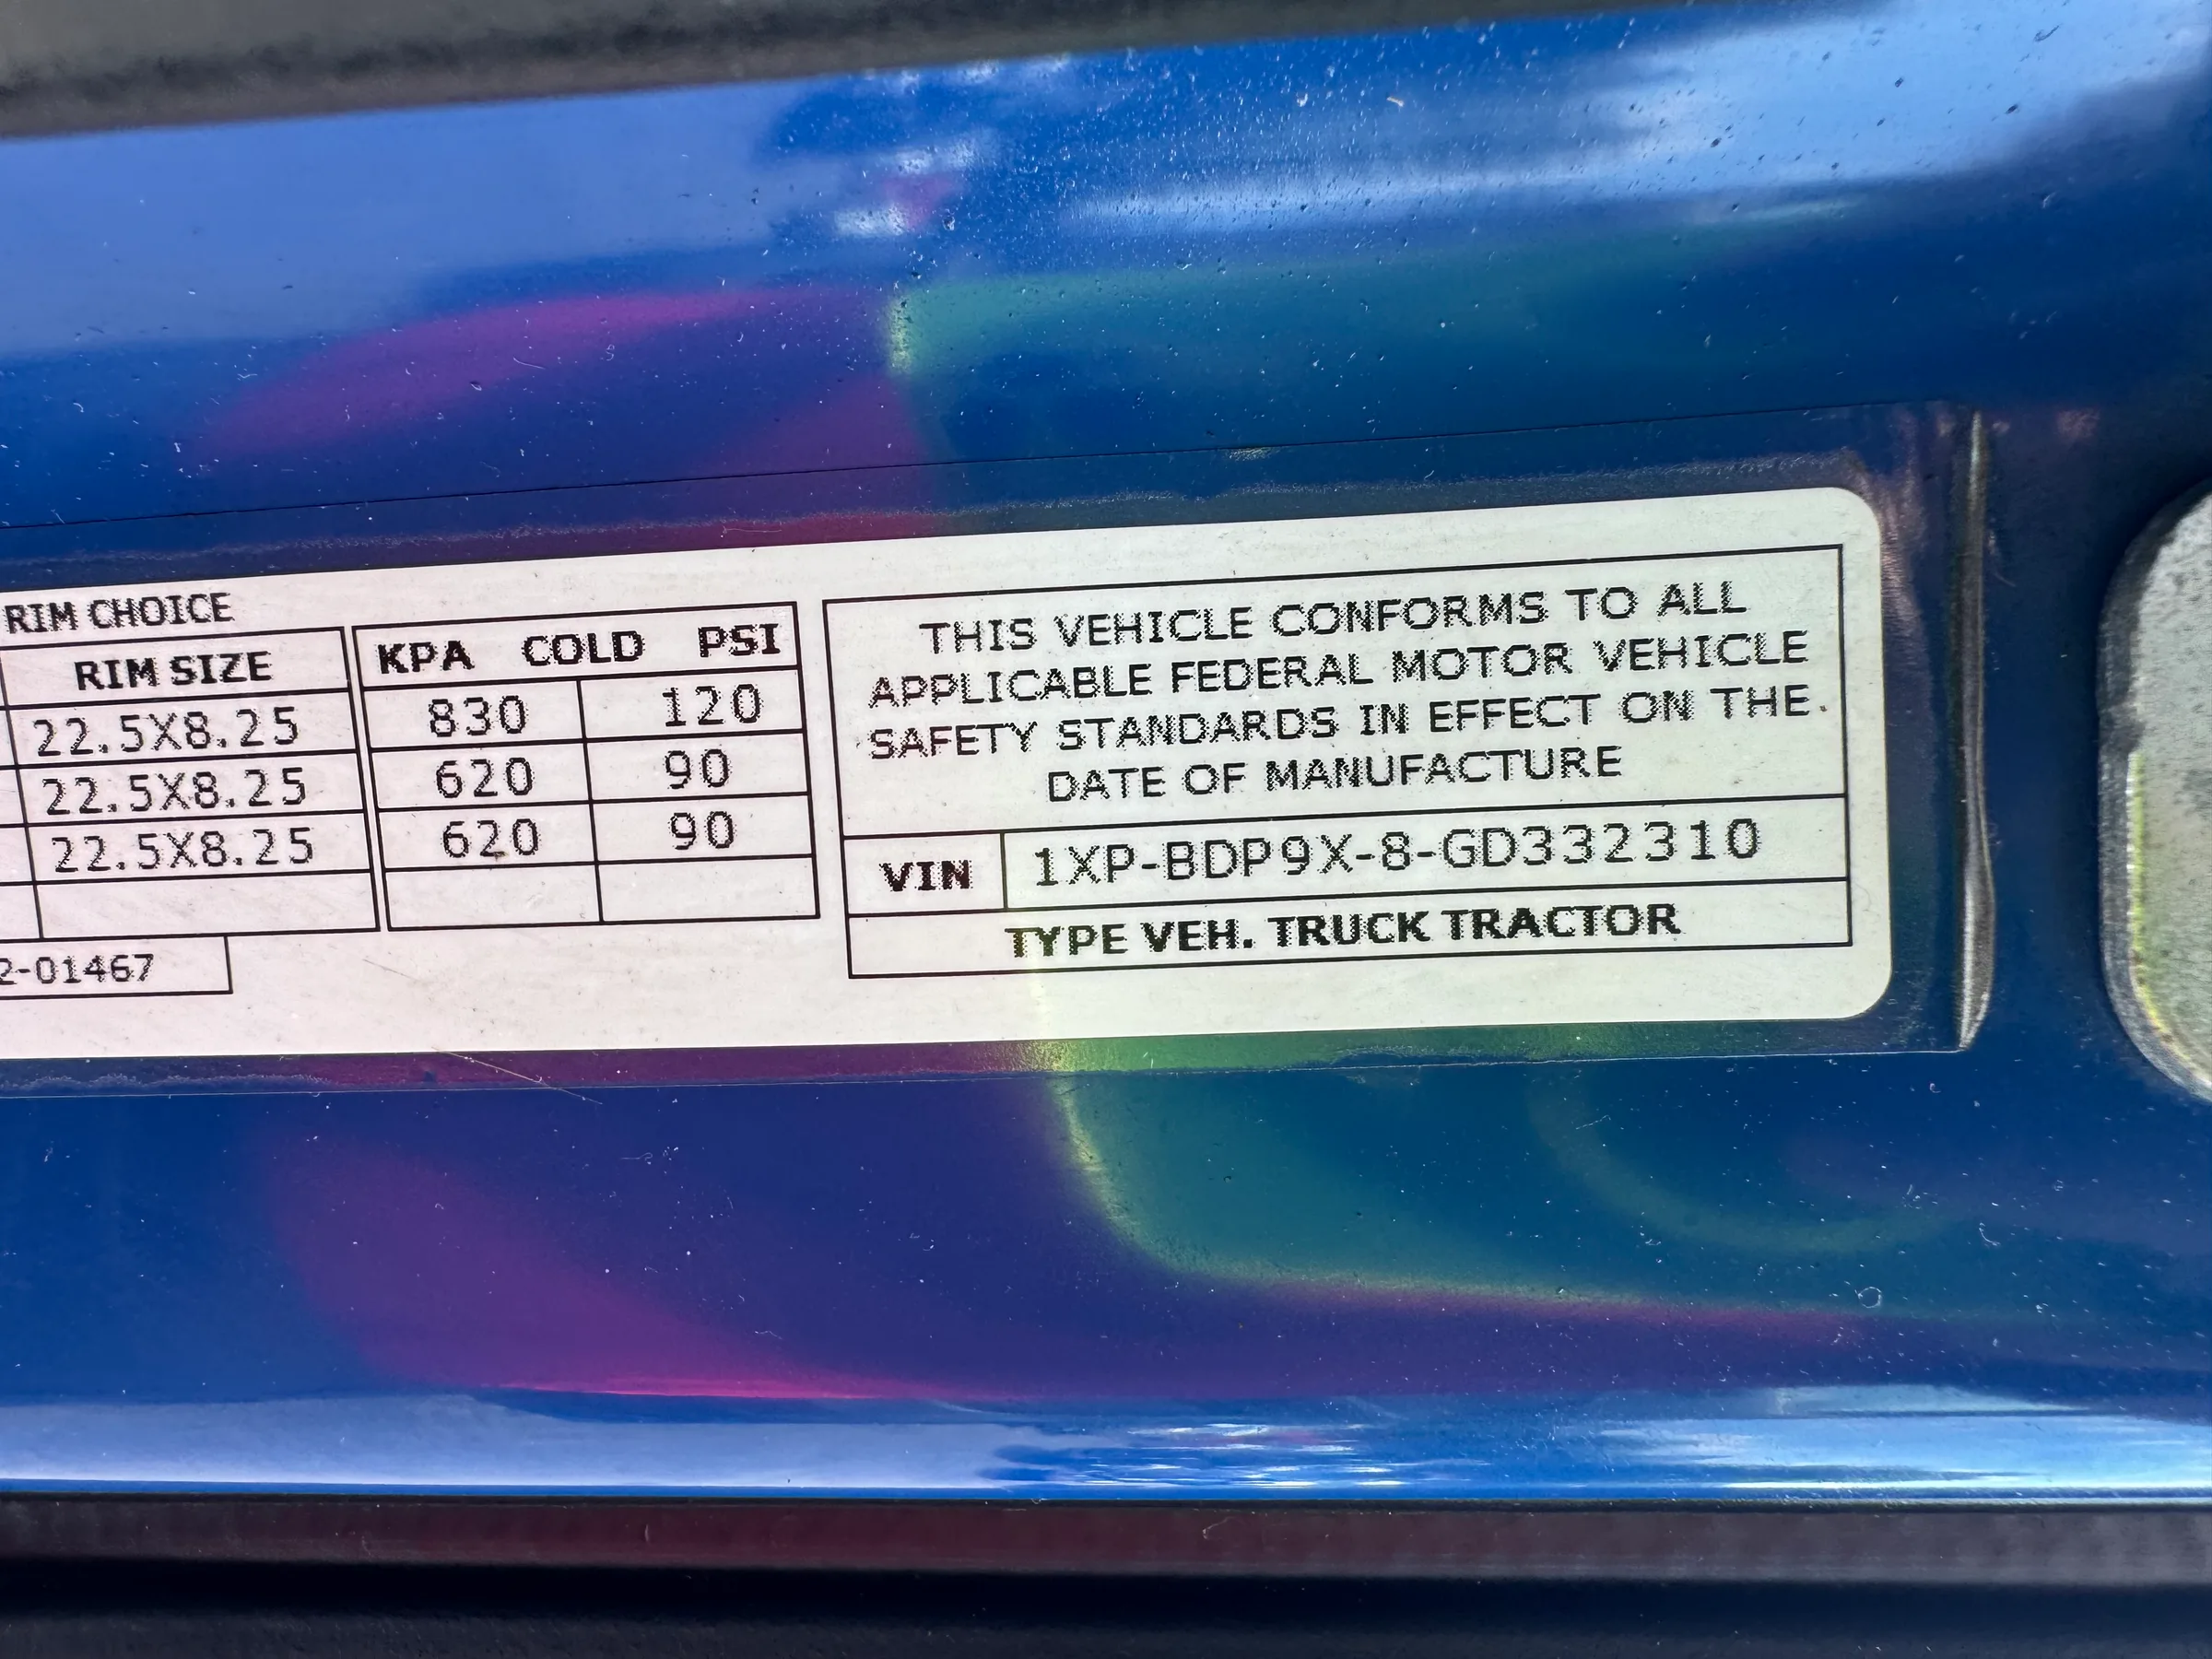 RIM CHOICE
RIM SIZE
22.5X8.25
22.5X8.25
22.5X8.25
2-01467
KPA COLD PSI
830 120
620 90
620 90
THIS VEHICLE CONFORMS TO ALL
APPLICABLE FEDERAL MOTOR VEHICLE
SAFETY STANDARDS IN EFFECT ON THE
DATE OF MANUFACTURE
VIN 1XP-BDP9X-8-GD332310
TYPE VEH. TRUCK TRACTOR